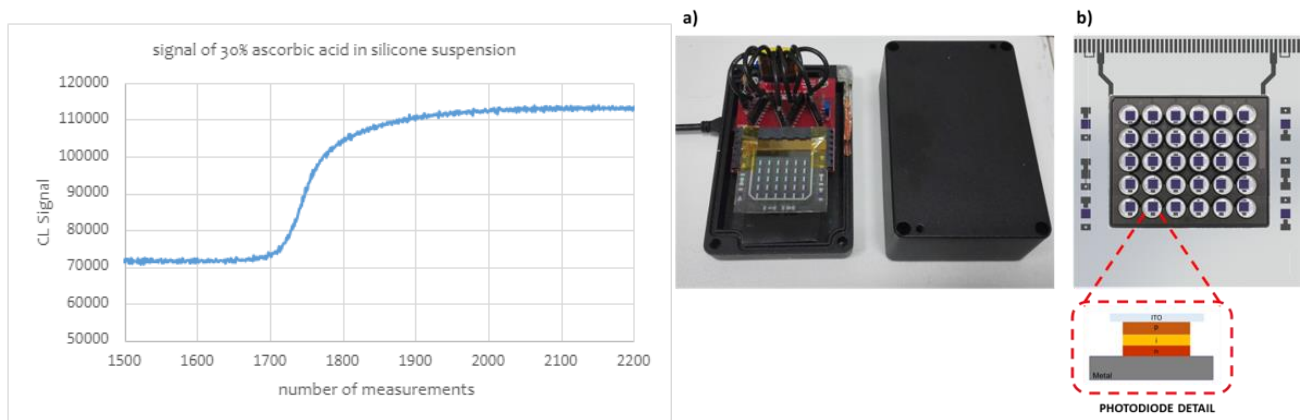 signal of 30% ascorbic acid in silicone suspension
CL Signal
120000
110000
100000
90000
80000
70000
60000
50000
1500
1600
1700
1800
1900
2000
2100
2200
number of measurements
a)
b)
ITO
P
I
n
Metal
PHOTODIODE DETAIL